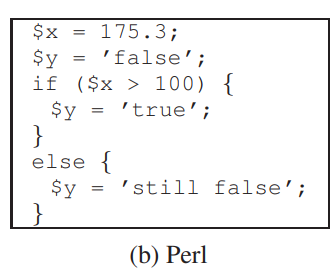 $x = 175.3;
$y = ’false’;
if ($x > 100) {
  $y = ’true’;
}
else {
  $y = ’still false’;
}
(b) Perl